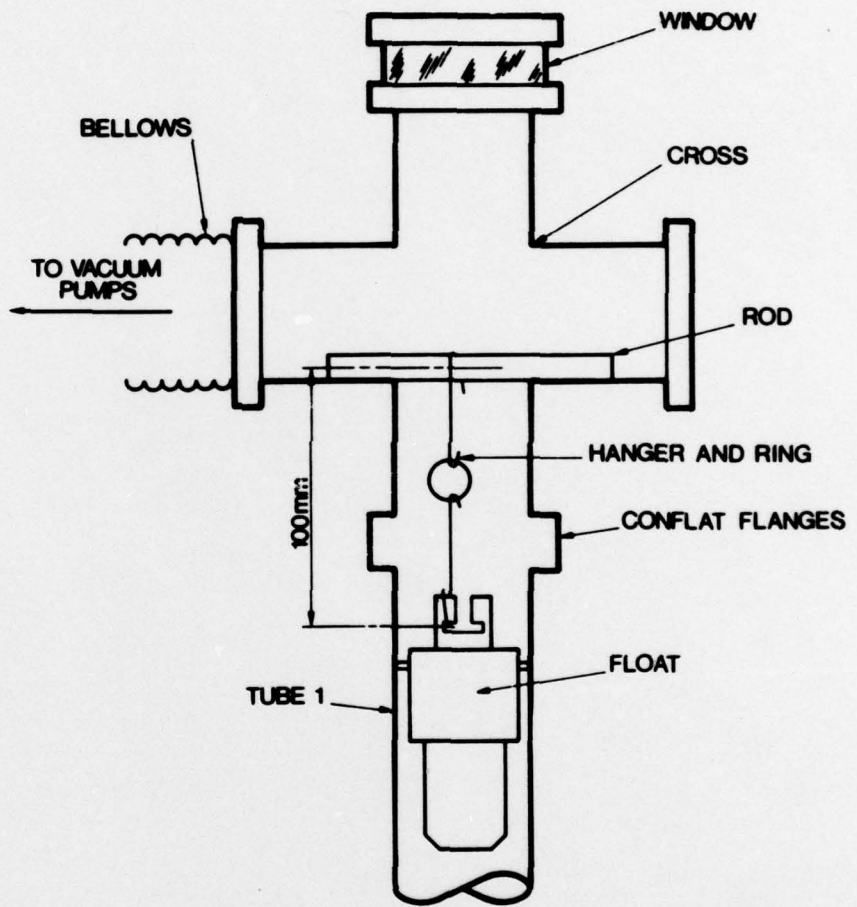 WINDOW
BELLOWS
CROSS
TO VACUUM
PUMPS
ROD
HANGER AND RING
100mm
CONFLAT FLANGES
FLOAT
TUBE 1